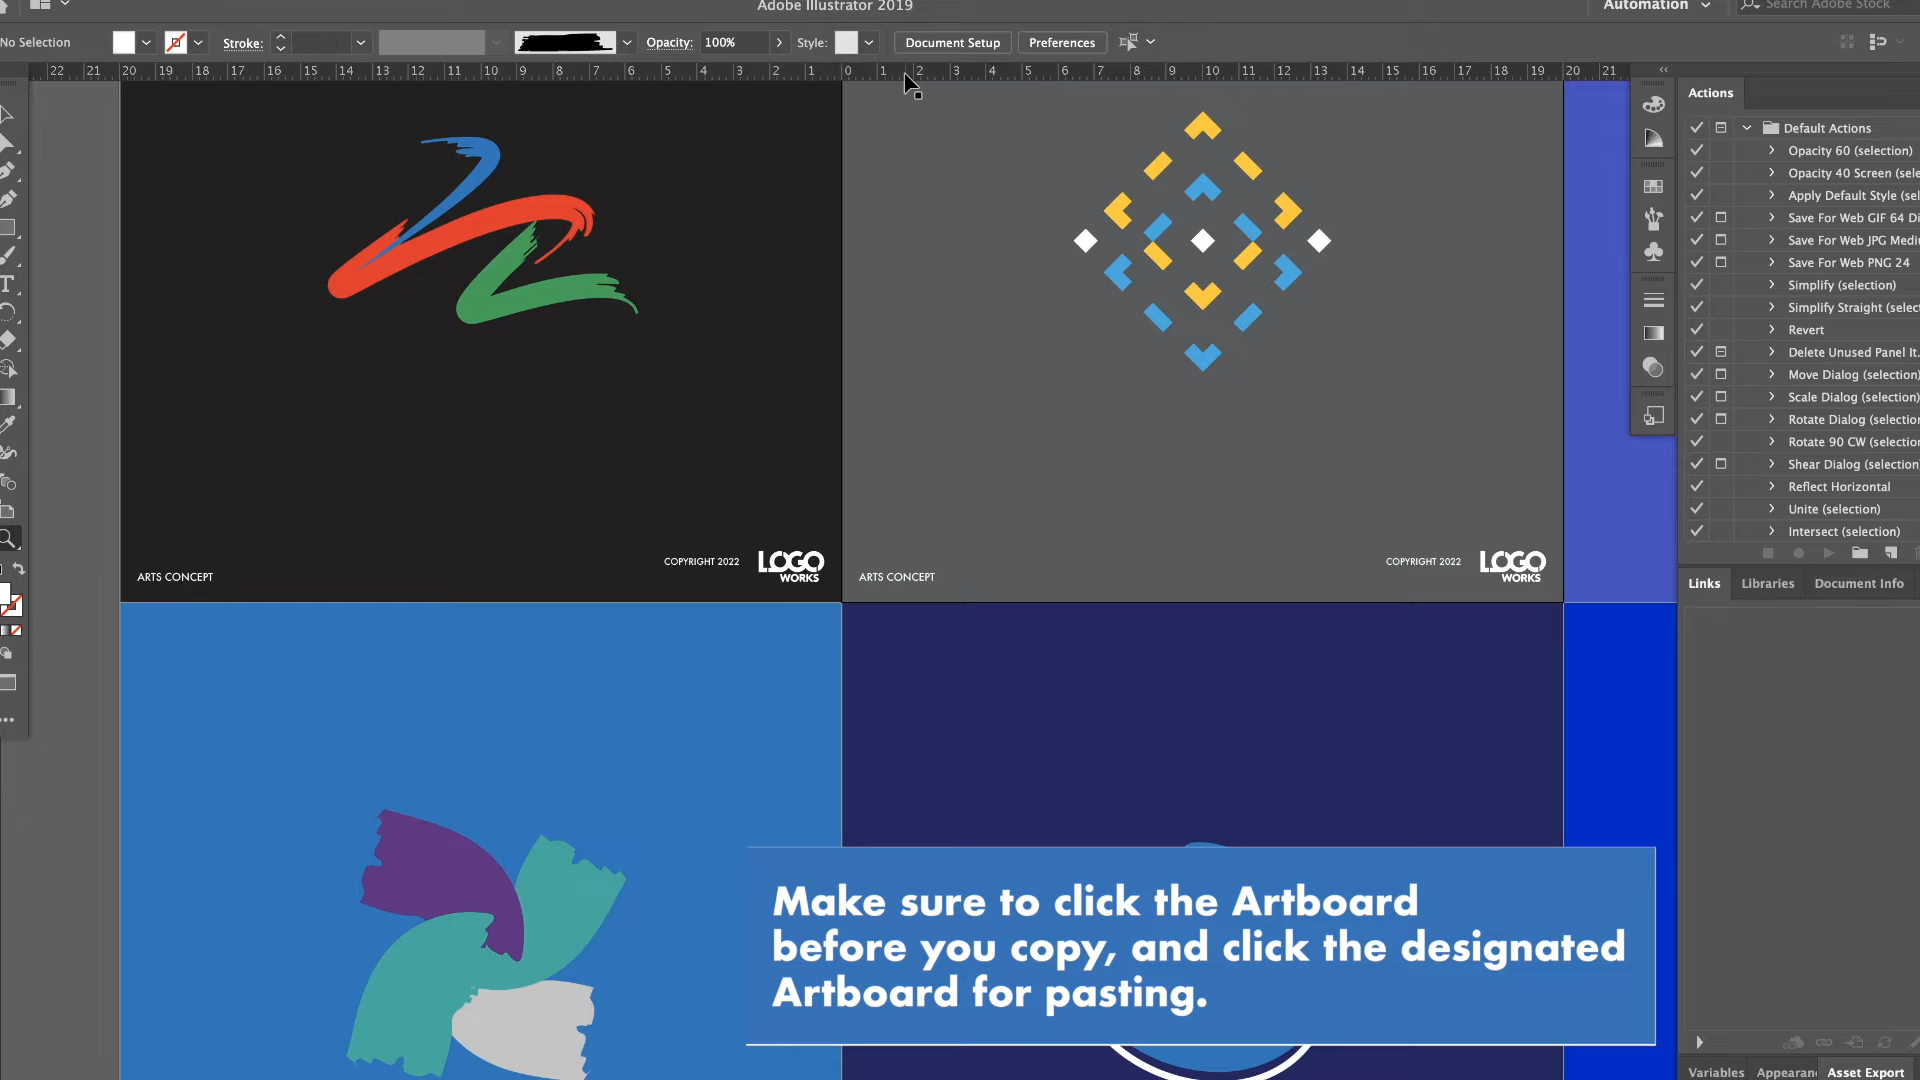 Adobe Illustrator 2019
Automation
Search Adobe Stock
No Selection
Stroke:
Opacity: 100%
Style:
Document Setup
Preferences
22 21 20 19 18 17 16 15 14 13 12 11 10 9 8 7 6 5 4 3 2 1 0 1 2 3 4 5 6 7 8 9 10 11 12 13 14 15 16 17 18 19 20 21
Actions
Default Actions
Opacity 60 (selection)
Opacity 40 Screen (sele
Apply Default Style (sel
Save For Web GIF 64 Di
Save For Web JPG Mediu
Save For Web PNG 24
Simplify (selection)
Simplify Straight (select
Revert
Delete Unused Panel It...
Move Dialog (selection)
Scale Dialog (selection)
Rotate Dialog (selection
Rotate 90 CW (selection
Shear Dialog (selection)
Reflect Horizontal
Unite (selection)
Intersect (selection)
ARTS CONCEPT
COPYRIGHT 2022
LOGO
WORKS
ARTS CONCEPT
COPYRIGHT 2022
LOGO
WORKS
Links
Libraries
Document Info
Make sure to click the Artboard
before you copy, and click the designated
Artboard for pasting.
Variables
Appearan
Asset Export